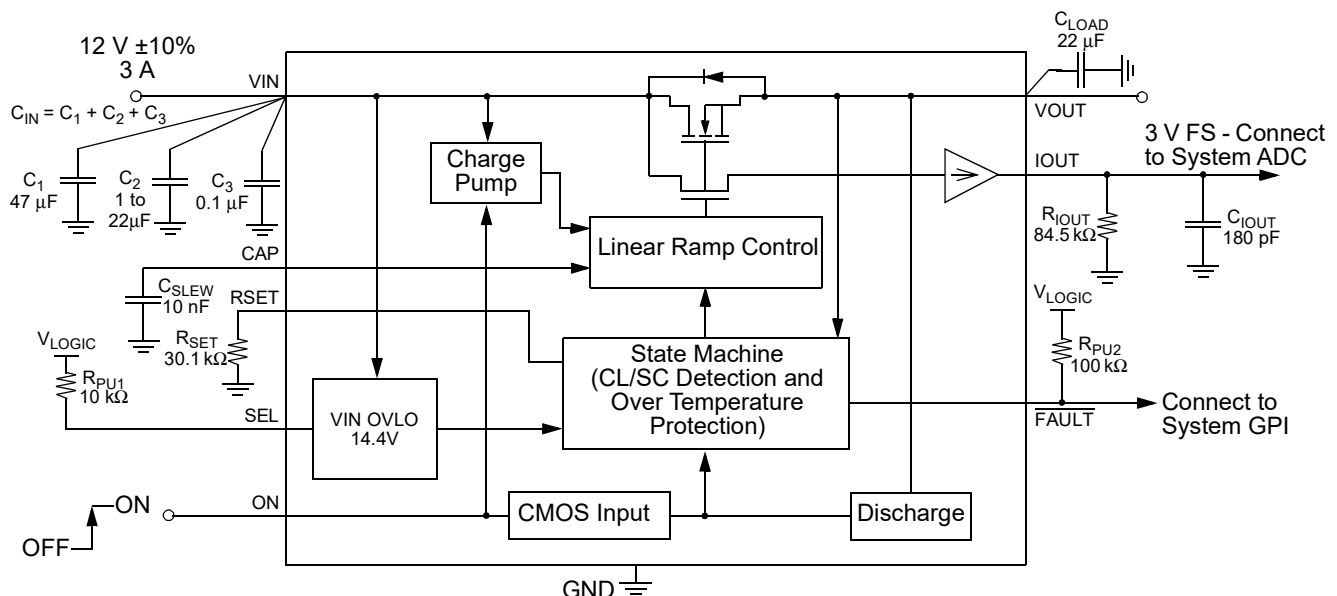 12 V ±10%
3 A
VIN
C_IN = C_1 + C_2 + C_3
C_1
47 μF
C_2
1 to
22μF
C_3
0.1 μF
C_LOAD
22 μF
VOUT
3 V FS - Connect
to System ADC
IOUT
R_IOUT
84.5 kΩ
C_IOUT
180 pF
Charge
Pump
Linear Ramp Control
CAP
C_SLEW
10 nF
RSET
R_SET
30.1 kΩ
V_LOGIC
R_PU1
10 kΩ
SEL
VIN OVLO
14.4V
State Machine
(CL/SC Detection and
Over Temperature
Protection)
V_LOGIC
R_PU2
100 kΩ
FAULT
Connect to
System GPI
ON
OFF
ON
CMOS Input
Discharge
GND